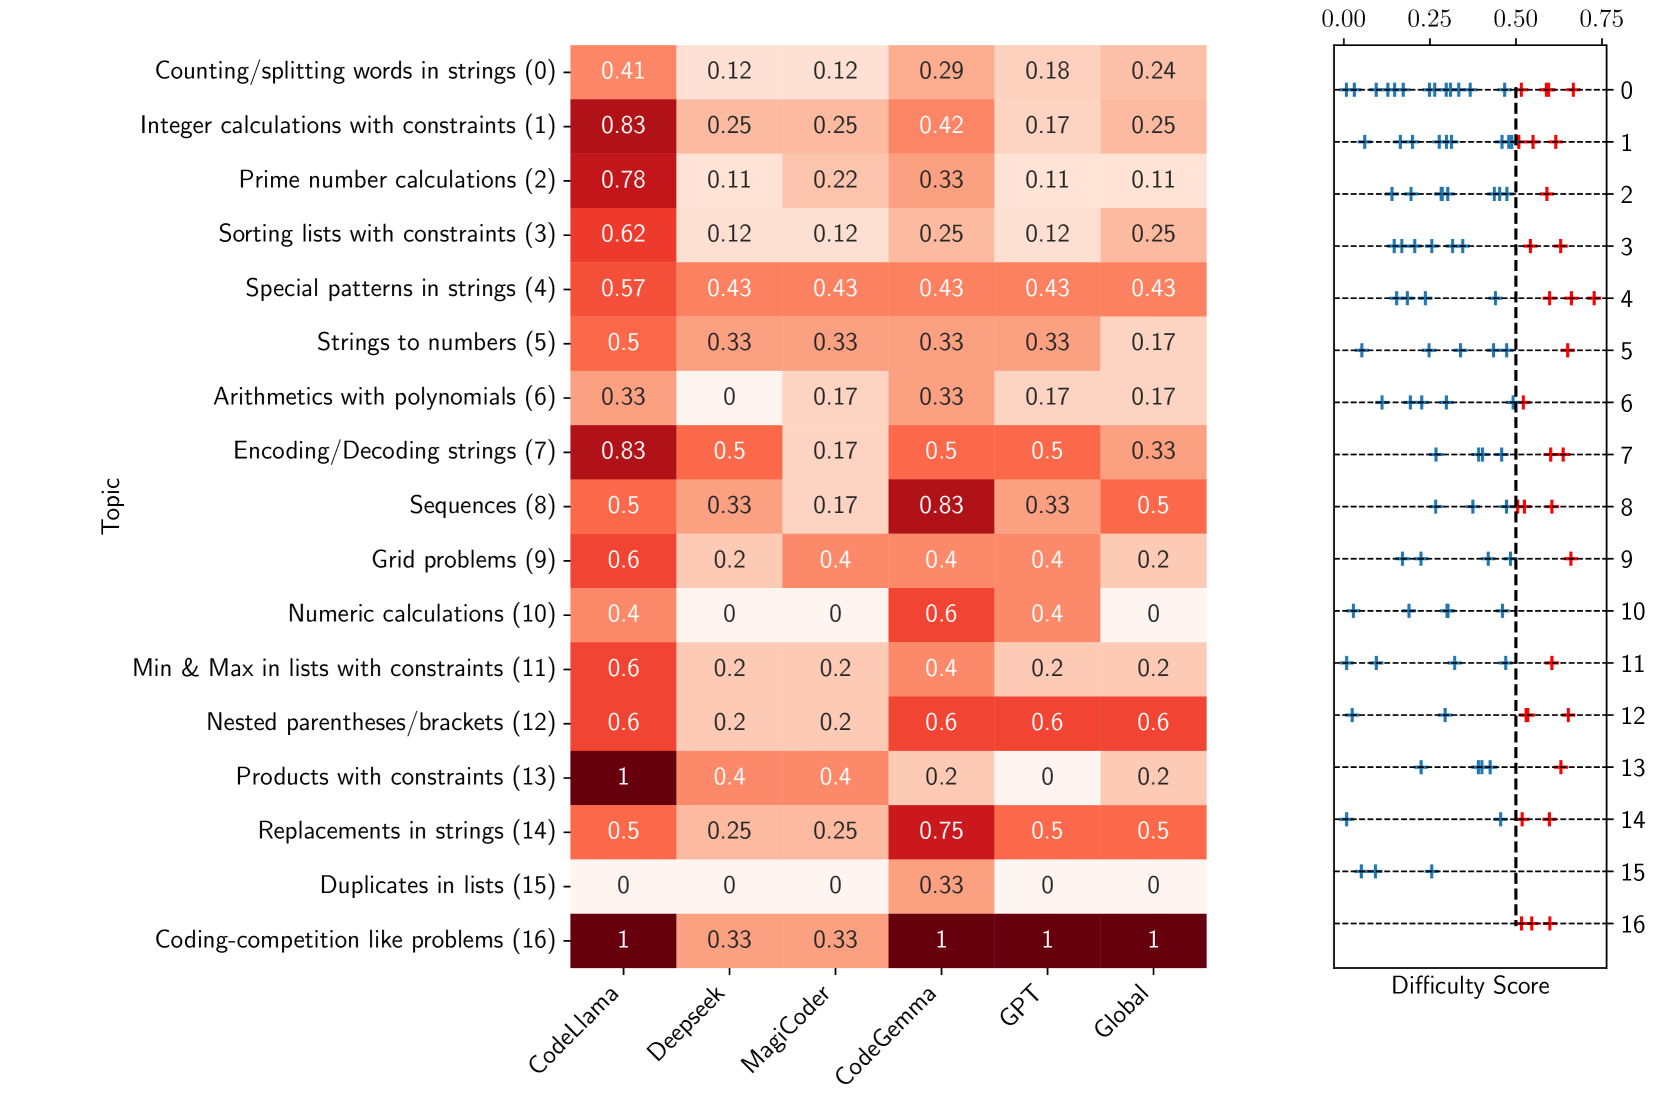 0.00 0.25 0.50 0.75
Topic
Counting/splitting words in strings (0) 0.41 0.12 0.12 0.29 0.18 0.24 0
Integer calculations with constraints (1) 0.83 0.25 0.25 0.42 0.17 0.25 1
Prime number calculations (2) 0.78 0.11 0.22 0.33 0.11 0.11 2
Sorting lists with constraints (3) 0.62 0.12 0.12 0.25 0.12 0.25 3
Special patterns in strings (4) 0.57 0.43 0.43 0.43 0.43 0.43 4
Strings to numbers (5) 0.5 0.33 0.33 0.33 0.33 0.17 5
Arithmetics with polynomials (6) 0.33 0 0.17 0.33 0.17 0.17 6
Encoding/Decoding strings (7) 0.83 0.5 0.17 0.5 0.5 0.33 7
Sequences (8) 0.5 0.33 0.17 0.83 0.33 0.5 8
Grid problems (9) 0.6 0.2 0.4 0.4 0.4 0.2 9
Numeric calculations (10) 0.4 0 0 0.6 0.4 0 10
Min & Max in lists with constraints (11) 0.6 0.2 0.2 0.4 0.2 0.2 11
Nested parentheses/brackets (12) 0.6 0.2 0.2 0.6 0.6 0.6 12
Products with constraints (13) 1 0.4 0.4 0.2 0 0.2 13
Replacements in strings (14) 0.5 0.25 0.25 0.75 0.5 0.5 14
Duplicates in lists (15) 0 0 0 0.33 0 0 15
Coding-competition like problems (16) 1 0.33 0.33 1 1 1 16
CodeLlama Deepseek MagiCoder CodeGemma GPT Global
Difficulty Score